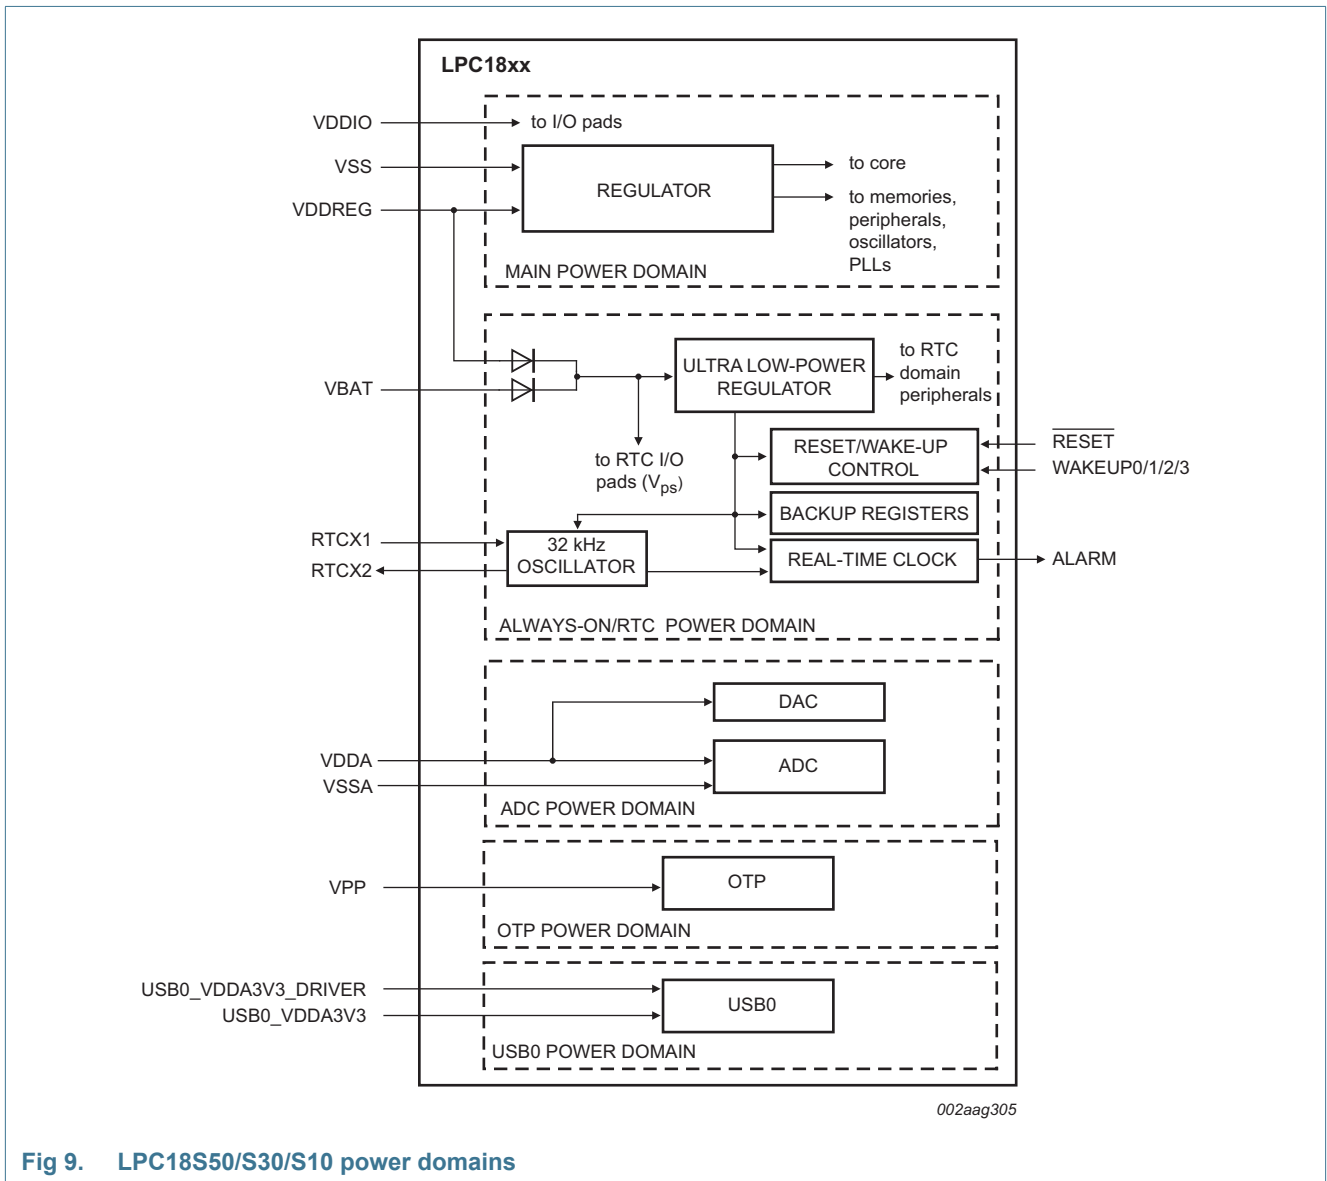 LPC18xx
VDDIO
to I/O pads
VSS
REGULATOR
to core
VDDREG
to memories,
peripherals,
oscillators,
PLLs
MAIN POWER DOMAIN
VBAT
ULTRA LOW-POWER
REGULATOR
to RTC
domain
peripherals
to RTC I/O
pads (Vps)
RESET/WAKE-UP
CONTROL
RESET
WAKEUP0/1/2/3
BACKUP REGISTERS
RTCX1
RTCX2
32 kHz
OSCILLATOR
REAL-TIME CLOCK
ALARM
ALWAYS-ON/RTC POWER DOMAIN
DAC
VDDA
VSSA
ADC
ADC POWER DOMAIN
VPP
OTP
OTP POWER DOMAIN
USB0_VDDA3V3_DRIVER
USB0_VDDA3V3
USB0
USB0 POWER DOMAIN
002aag305
Fig 9. LPC18S50/S30/S10 power domains